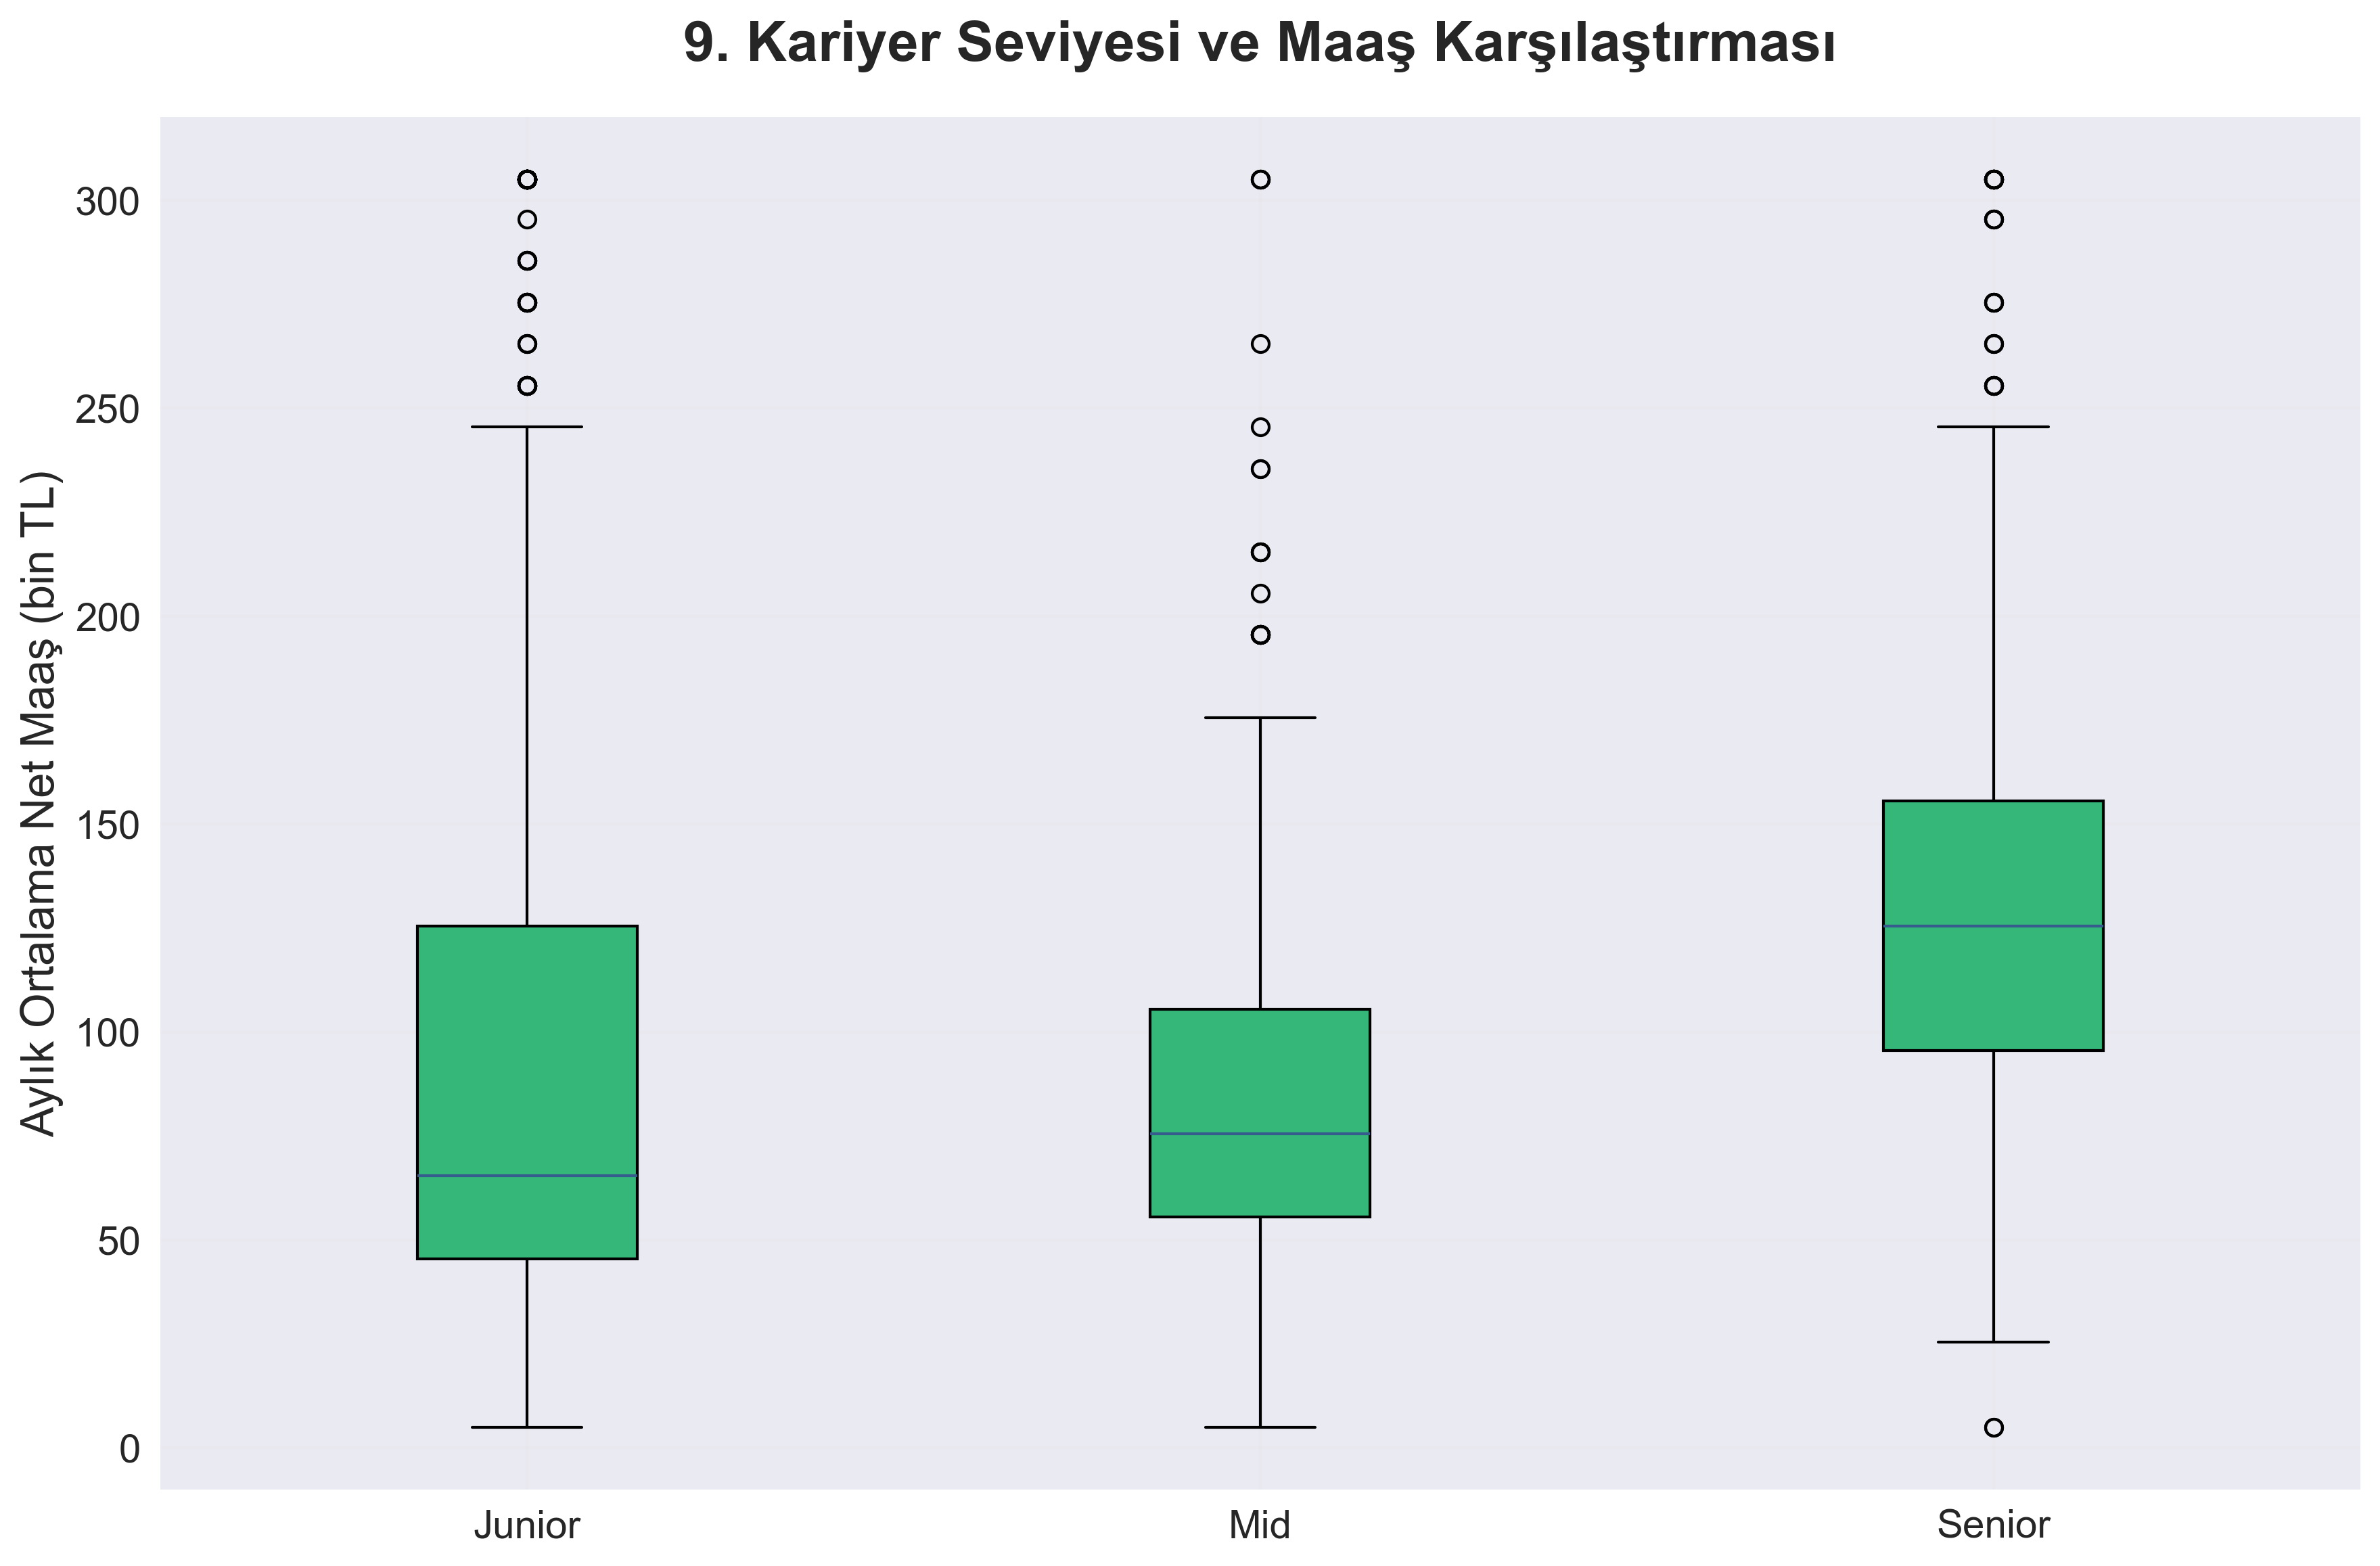 9. Kariyer Seviyesi ve Maaş Karşılaştırması
Aylık Ortalama Net Maaş (bin TL)
300
250
200
150
100
50
0
Junior
Mid
Senior